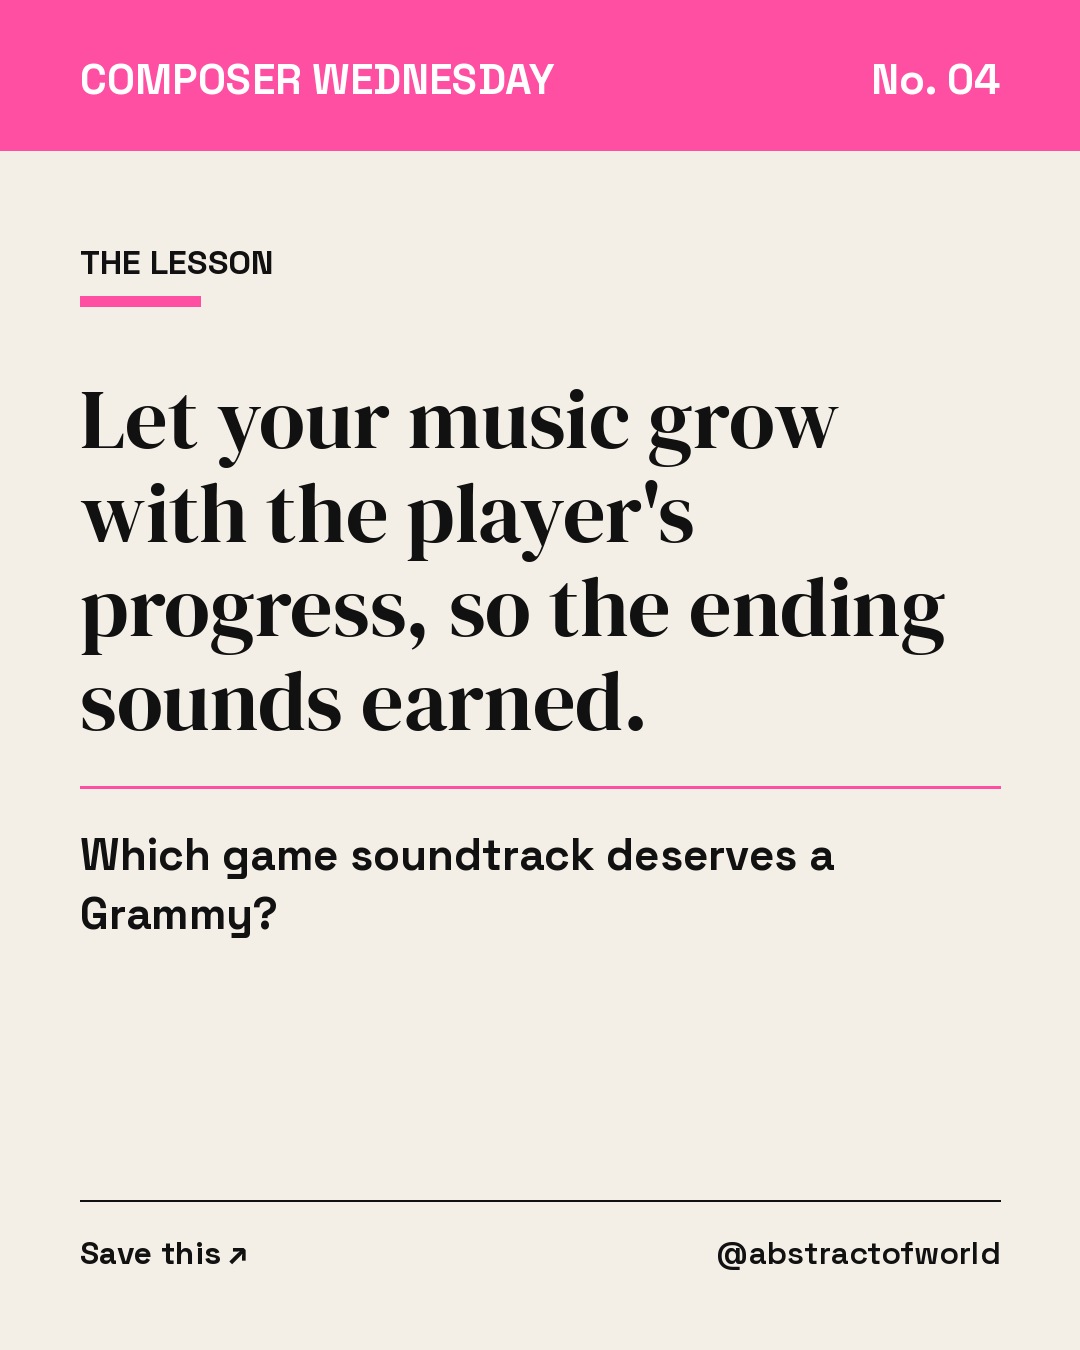 COMPOSER WEDNESDAY
No. 04
THE LESSON
Let your music grow
with the player's
progress, so the ending
sounds earned.
Which game soundtrack deserves a
Grammy?
Save this ↗
@abstractofworld